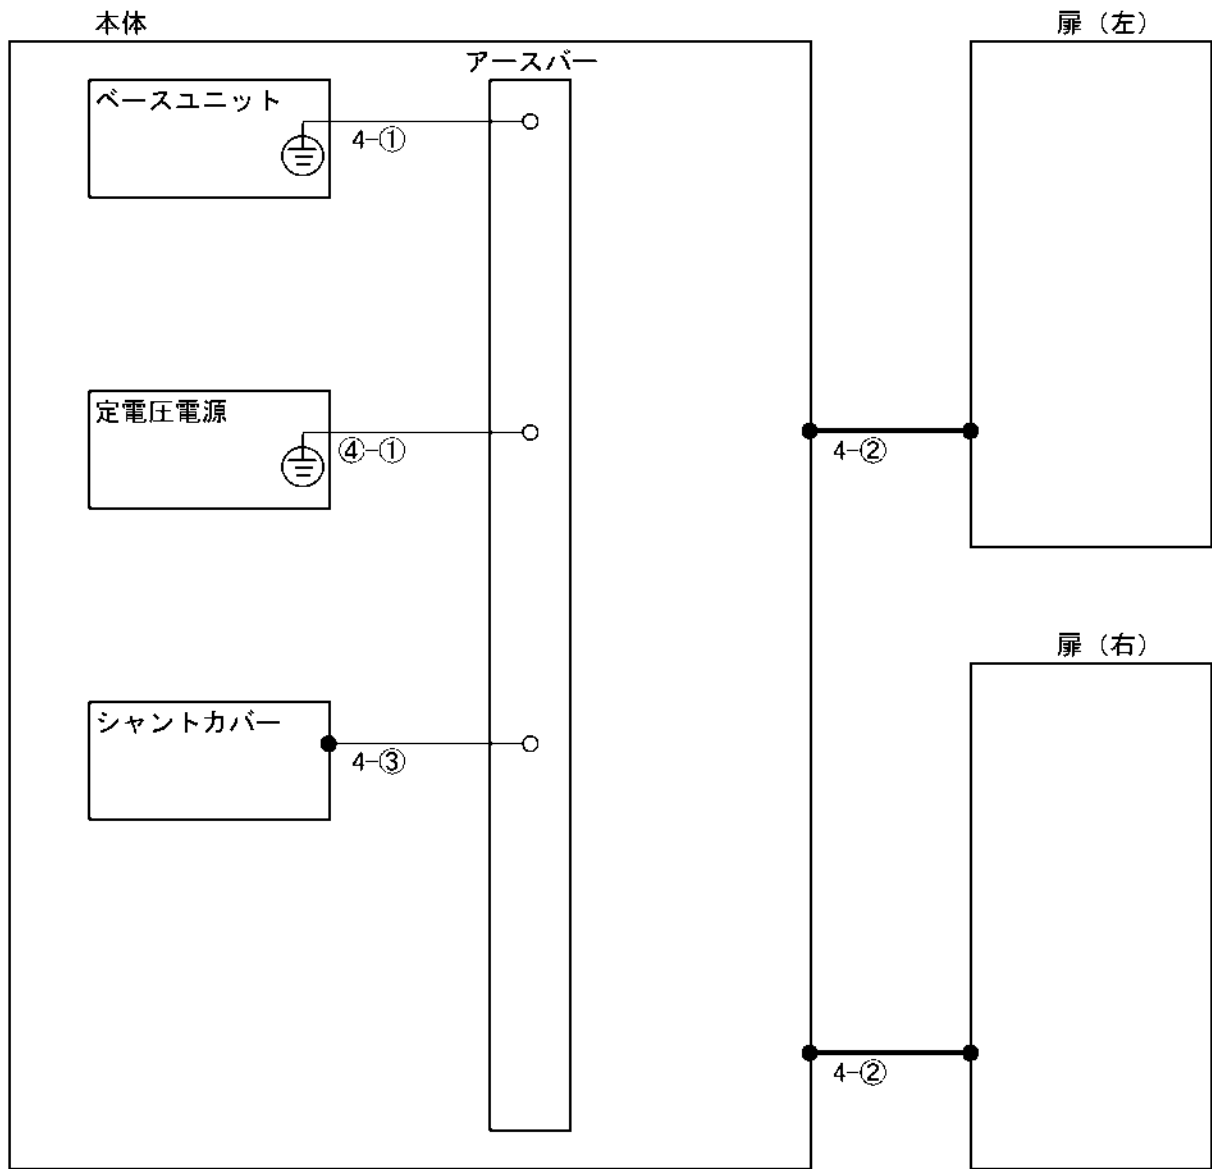 本体
扉（左）
アースバー
ベースユニット
4-①
定電圧電源
④-①
4-②
扉（右）
シャントカバー
4-③
4-②